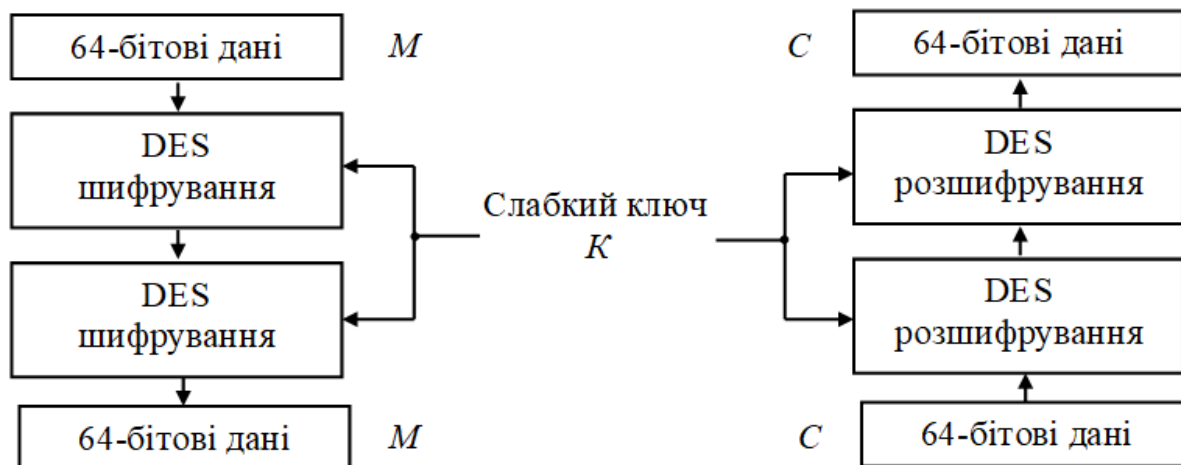 64-бітові дані
M
C
64-бітові дані
DES
шифрування
DES
розшифрування
Слабкий ключ
K
DES
шифрування
DES
розшифрування
64-бітові дані
M
C
64-бітові дані